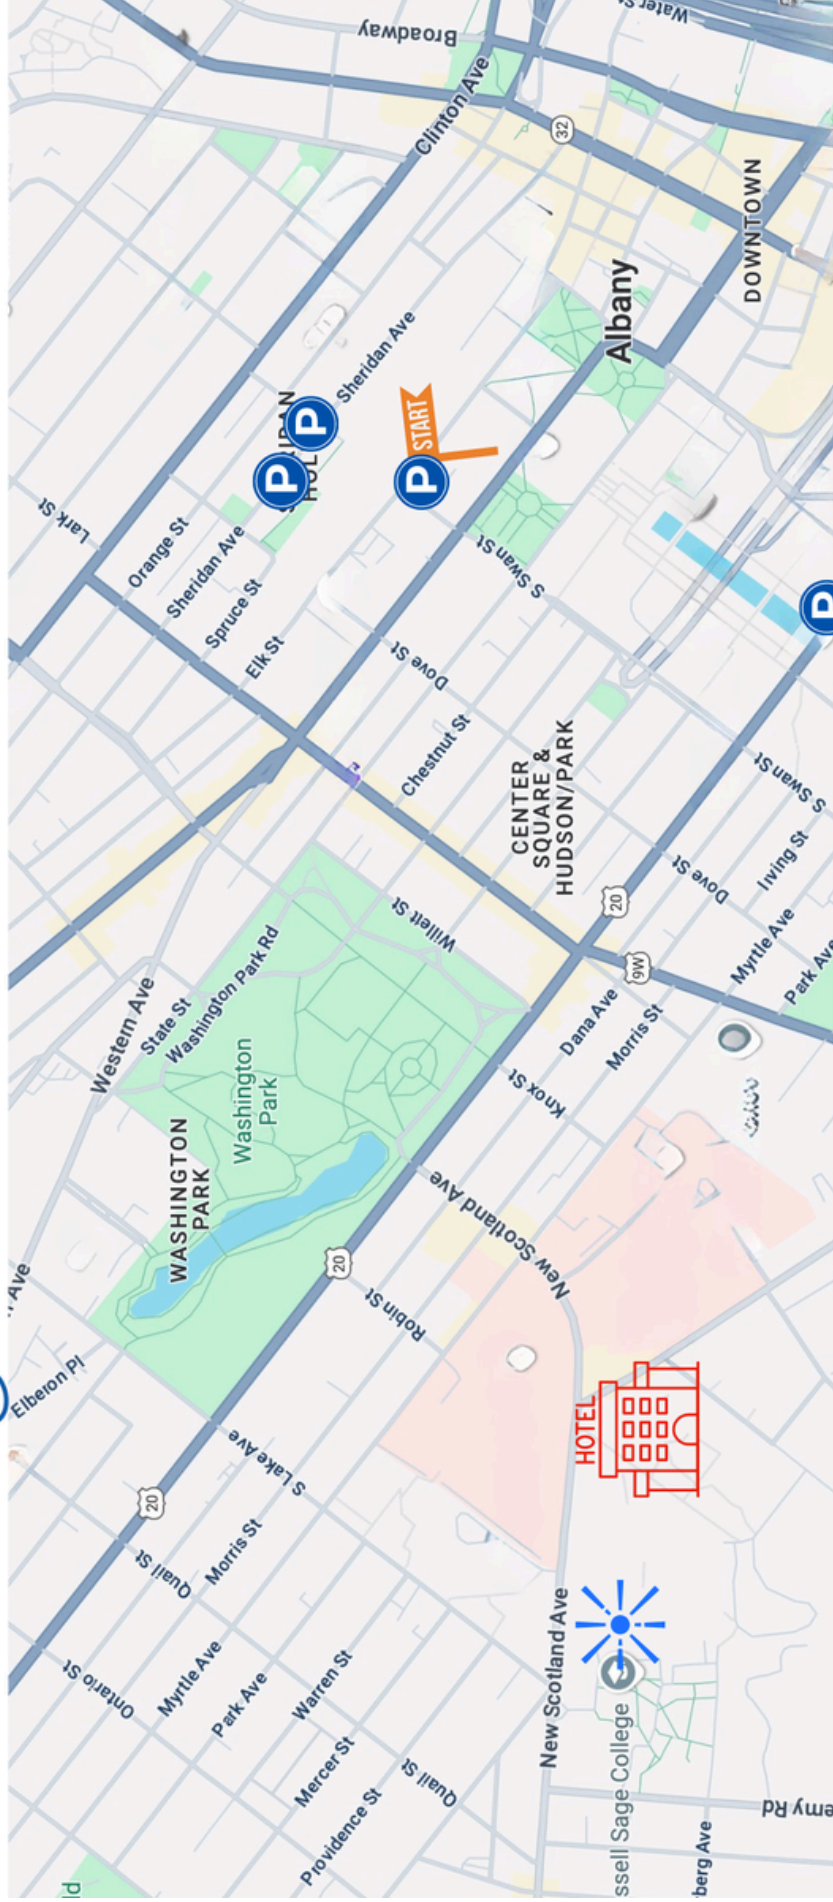 Water St
Broadway
Clinton Ave
32
DOWNTOWN
Albany
Sheridan Ave
P
P
START
P
P
Lark St
Orange St
Sheridan Ave
Spruce St
Elk St
S Swan St
Dove St
Chestnut St
CENTER
SQUARE &
HUDSON/PARK
S Swan St
Irving St
Dove St
20
9W
Myrtle Ave
Park Ave
Willett St
Washington Park Rd
State St
Western Ave
Washington
Park
WASHINGTON
PARK
Dana Ave
Morris St
Knox St
New Scotland Ave
20
Robin St
Elberon Pl
HOTEL
S Lake Ave
20
Quail St
Morris St
Ontario St
Myrtle Ave
Park Ave
Warren St
Mercer St
Providence St
Quail St
New Scotland Ave
ssell Sage College
emy Rd
berg Ave